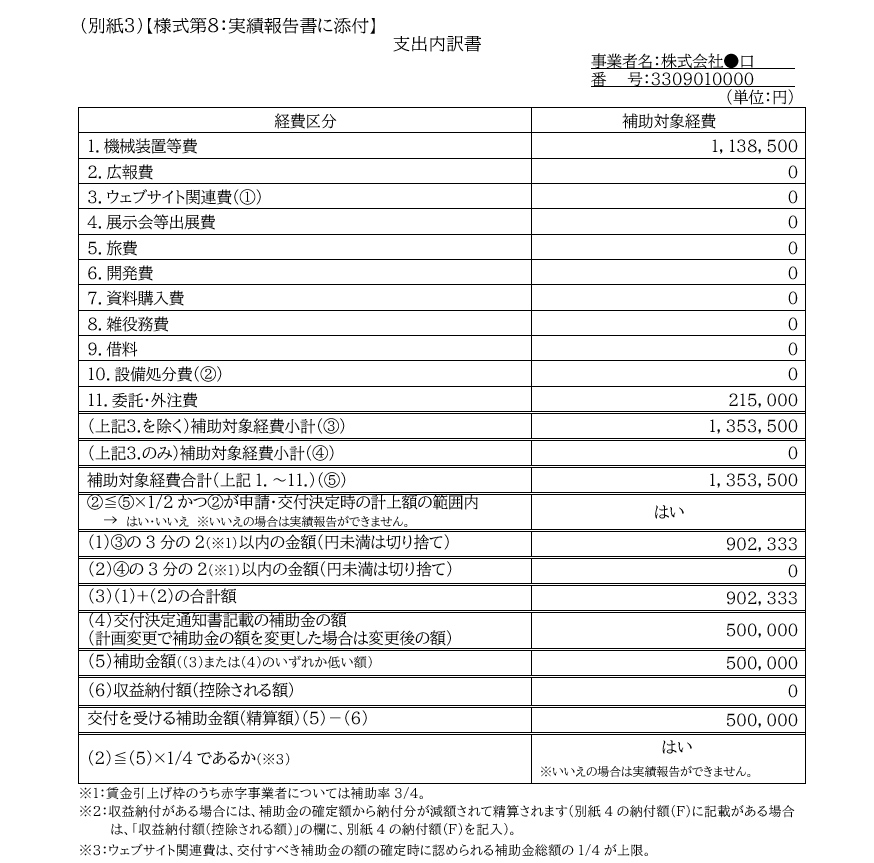 （別紙3）【様式第8：実績報告書に添付】
支出内訳書
事業者名：株式会社●口
番　号：3309010000
（単位：円）
経費区分　補助対象経費
1．機械装置等費　1,138,500
2．広報費　0
3．ウェブサイト関連費（①）　0
4．展示会等出展費　0
5．旅費　0
6．開発費　0
7．資料購入費　0
8．雑役務費　0
9．借料　0
10．設備処分費（②）　0
11．委託・外注費　215,000
（上記3．を除く）補助対象経費小計（③）　1,353,500
（上記3．のみ）補助対象経費小計（④）　0
補助対象経費合計（上記1．～11．）（⑤）　1,353,500
②≦⑤×1/2かつ②が申請・交付決定時の計上額の範囲内
→　はい・いいえ　※いいえの場合は実績報告ができません。　はい
（1）③の3分の2（※1）以内の金額（円未満は切り捨て）　902,333
（2）④の3分の2（※1）以内の金額（円未満は切り捨て）　0
（3）（1）＋（2）の合計額　902,333
（4）交付決定通知書記載の補助金の額
（計画変更で補助金の額を変更した場合は変更後の額）　500,000
（5）補助金額（（3）または（4）のいずれか低い額）　500,000
（6）収益納付額（控除される額）　0
交付を受ける補助金額（精算額）（5）－（6）　500,000
（2）≦（5）×1/4であるか（※3）　はい
※いいえの場合は実績報告ができません。
※1：賃金引上げ枠のうち赤字事業者については補助率3/4。
※2：収益納付がある場合には、補助金の確定額から納付分が減額されて精算されます（別紙4の納付額（F）に記載がある場合
は、「収益納付額（控除される額）」の欄に、別紙4の納付額（F）を記入）。
※3：ウェブサイト関連費は、交付すべき補助金の額の確定時に認められる補助金総額の1/4が上限。